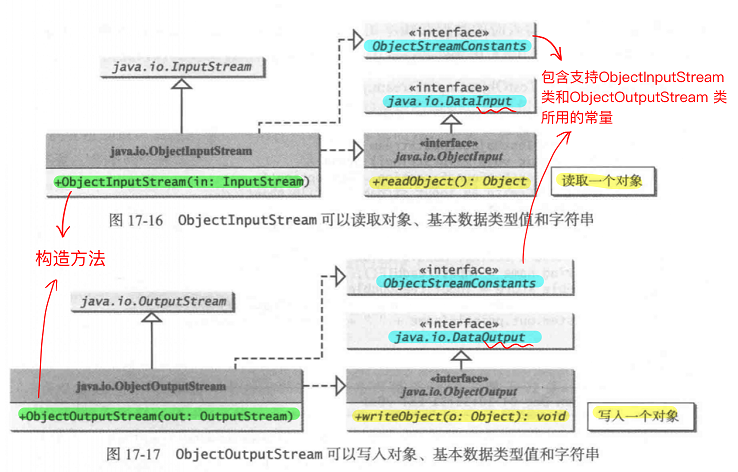 «interface»
ObjectStreamConstants
java.io.InputStream
«interface»
java.io.DataInput
包含支持ObjectInputStream
类和ObjectOutputStream 类
所用的常量
java.io.ObjectInputStream
+ObjectInputStream(in: InputStream)
«interface»
java.io.ObjectInput
+readObject(): Object
读取一个对象
图 17-16 ObjectInputStream 可以读取对象、基本数据类型值和字符串
构造方法
«interface»
ObjectStreamConstants
java.io.OutputStream
«interface»
java.io.DataOutput
java.io.ObjectOutputStream
+ObjectOutputStream(out: OutputStream)
«interface»
java.io.ObjectOutput
+writeObject(o: Object): void
写入一个对象
图 17-17 ObjectOutputStream 可以写入对象、基本数据类型值和字符串